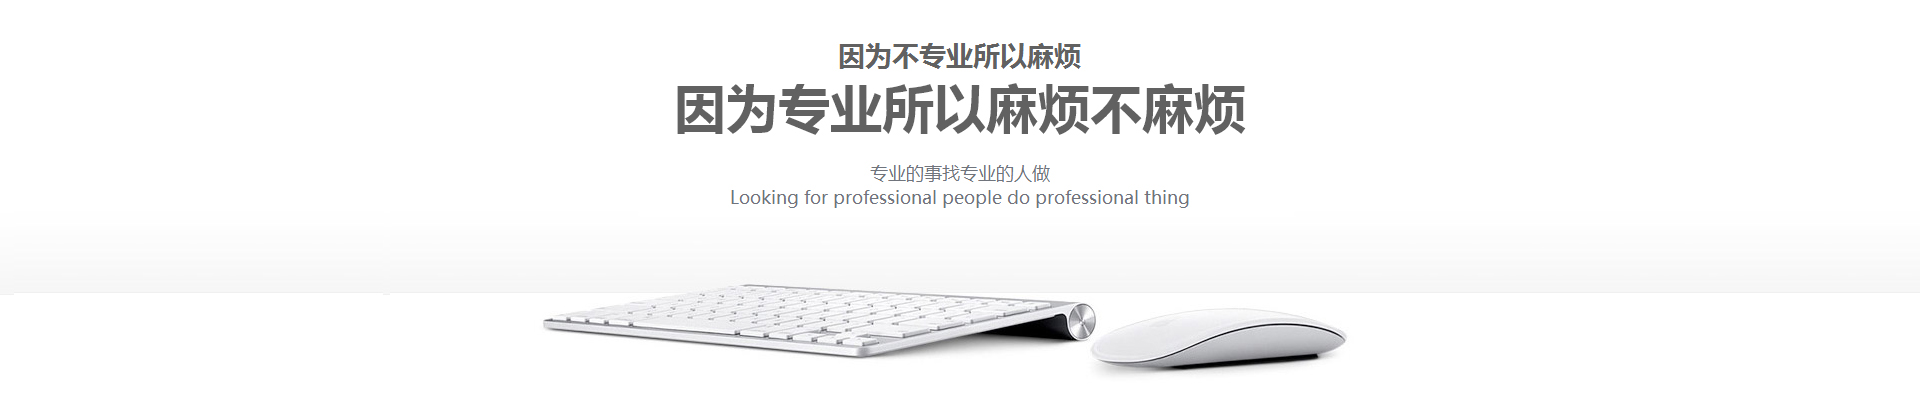 因为不专业所以麻烦
因为专业所以麻烦不麻烦
专业的事找专业的人做
Looking for professional people do professional thing